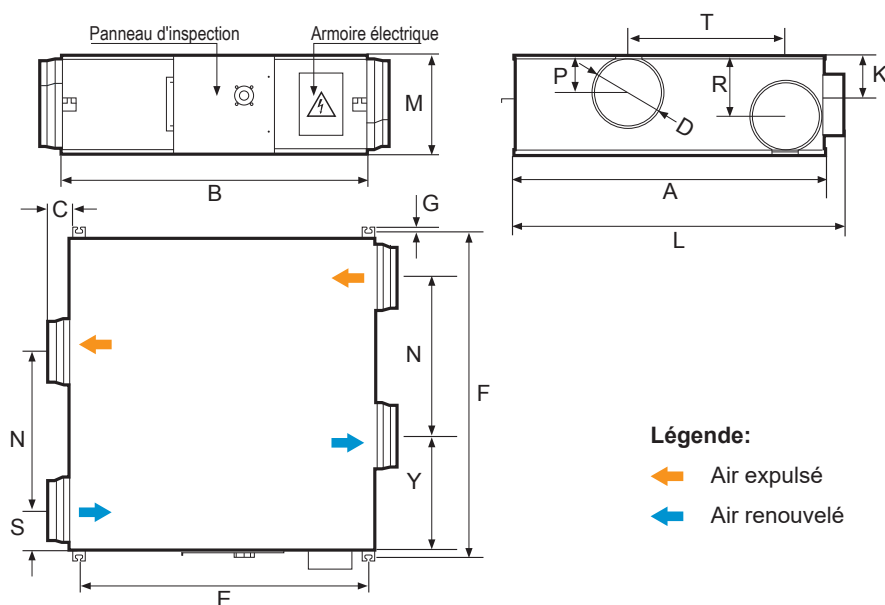 Panneau d'inspection
Armoire électrique
M
B
T
P
R
K
D
A
L
C
G
N
N
F
Y
S
E
Légende:
Air expulsé
Air renouvelé